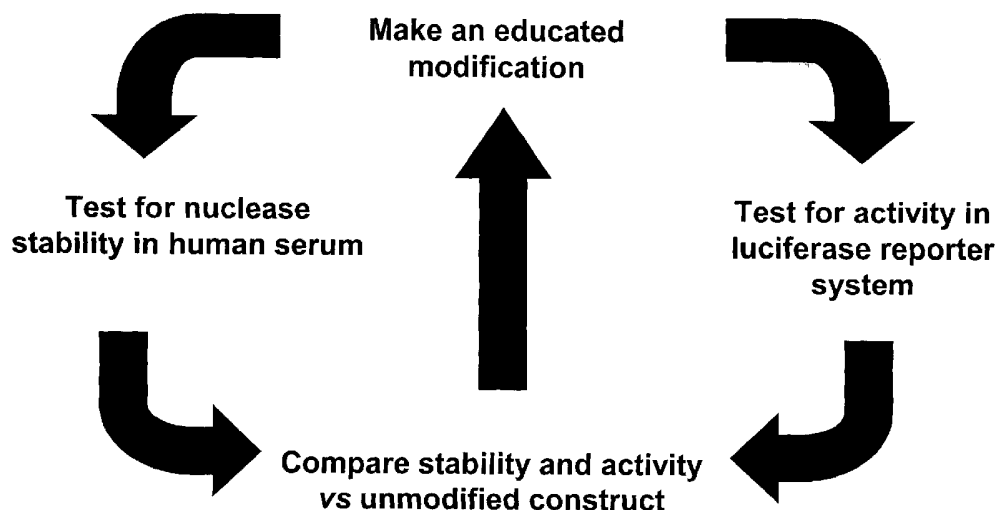 Make an educated
modification
Test for nuclease
stability in human serum
Test for activity in
luciferase reporter
system
Compare stability and activity
vs unmodified construct